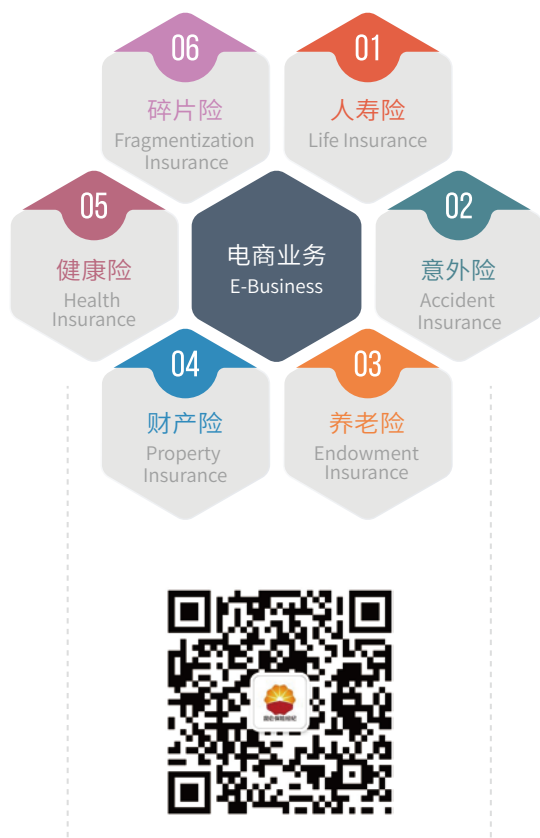 06
碎片险
Fragmentization
Insurance
01
人寿险
Life Insurance
05
健康险
Health
Insurance
电商业务
E-Business
02
意外险
Accident
Insurance
04
财产险
Property
Insurance
03
养老险
Endowment
Insurance